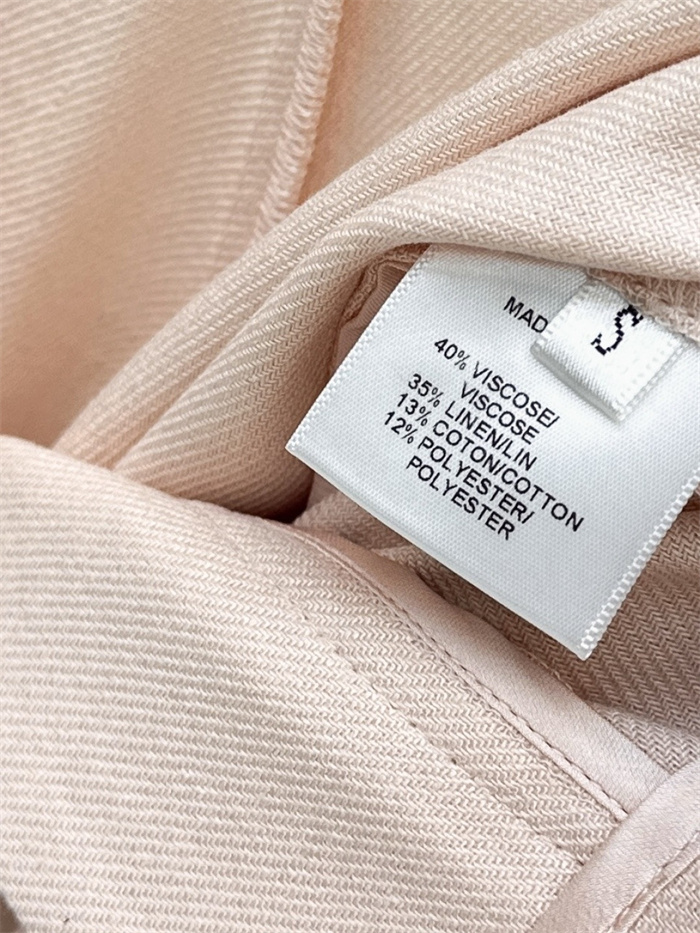 MAD
S
40% VISCOSE/
VISCOSE
35% LINEN/LIN
13% COTON/COTTON
12% POLYESTER/
POLYESTER